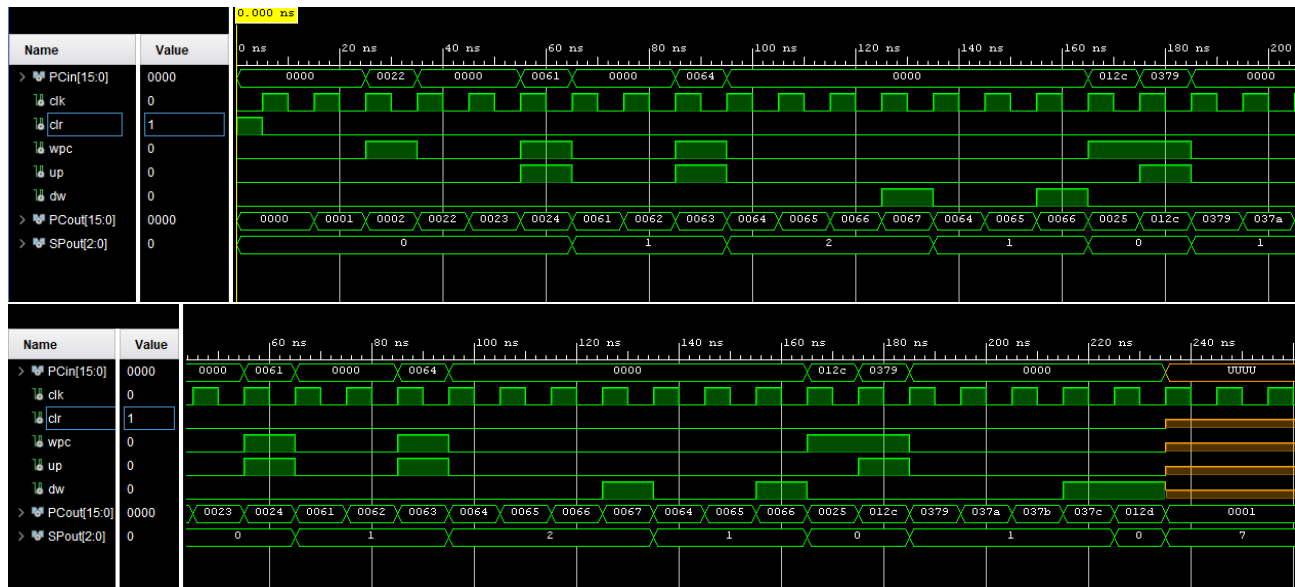 0.000 ns
Name Value 0 ns 20 ns 40 ns 60 ns 80 ns 100 ns 120 ns 140 ns 160 ns 180 ns 200
PCin[15:0] 0000 0000 0022 0000 0061 0000 0064 0000 012c 0379 0000
clk 0
clr 1
wpc 0
up 0
dw 0
PCout[15:0] 0000 0000 0001 0002 0022 0023 0024 0061 0062 0063 0064 0065 0066 0067 0064 0065 0066 0025 012c 0379 037a
SPout[2:0] 0 0 1 2 1 0 1
Name Value 60 ns 80 ns 100 ns 120 ns 140 ns 160 ns 180 ns 200 ns 220 ns 240 ns
PCin[15:0] 0000 0000 0061 0000 0064 0000 012c 0379 0000 UUUU
clk 0
clr 1
wpc 0
up 0
dw 0
PCout[15:0] 0000 0023 0024 0061 0062 0063 0064 0065 0066 0067 0064 0065 0066 0025 012c 0379 037a 037b 037c 012d 0001
SPout[2:0] 0 0 1 2 1 0 1 0 7